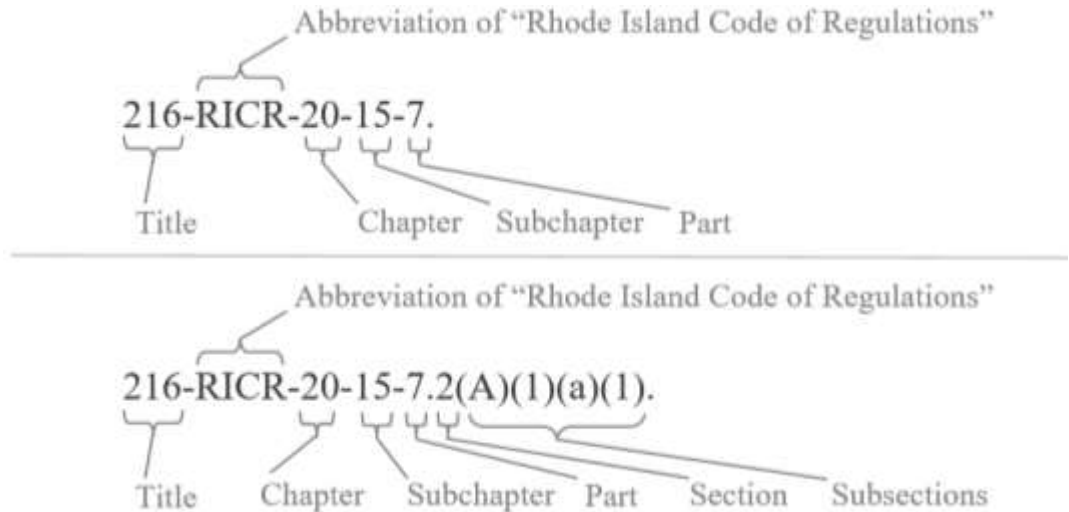 Abbreviation of “Rhode Island Code of Regulations”
216-RICR-20-15-7.
Title Chapter Subchapter Part
Abbreviation of “Rhode Island Code of Regulations”
216-RICR-20-15-7.2(A)(1)(a)(1).
Title Chapter Subchapter Part Section Subsections